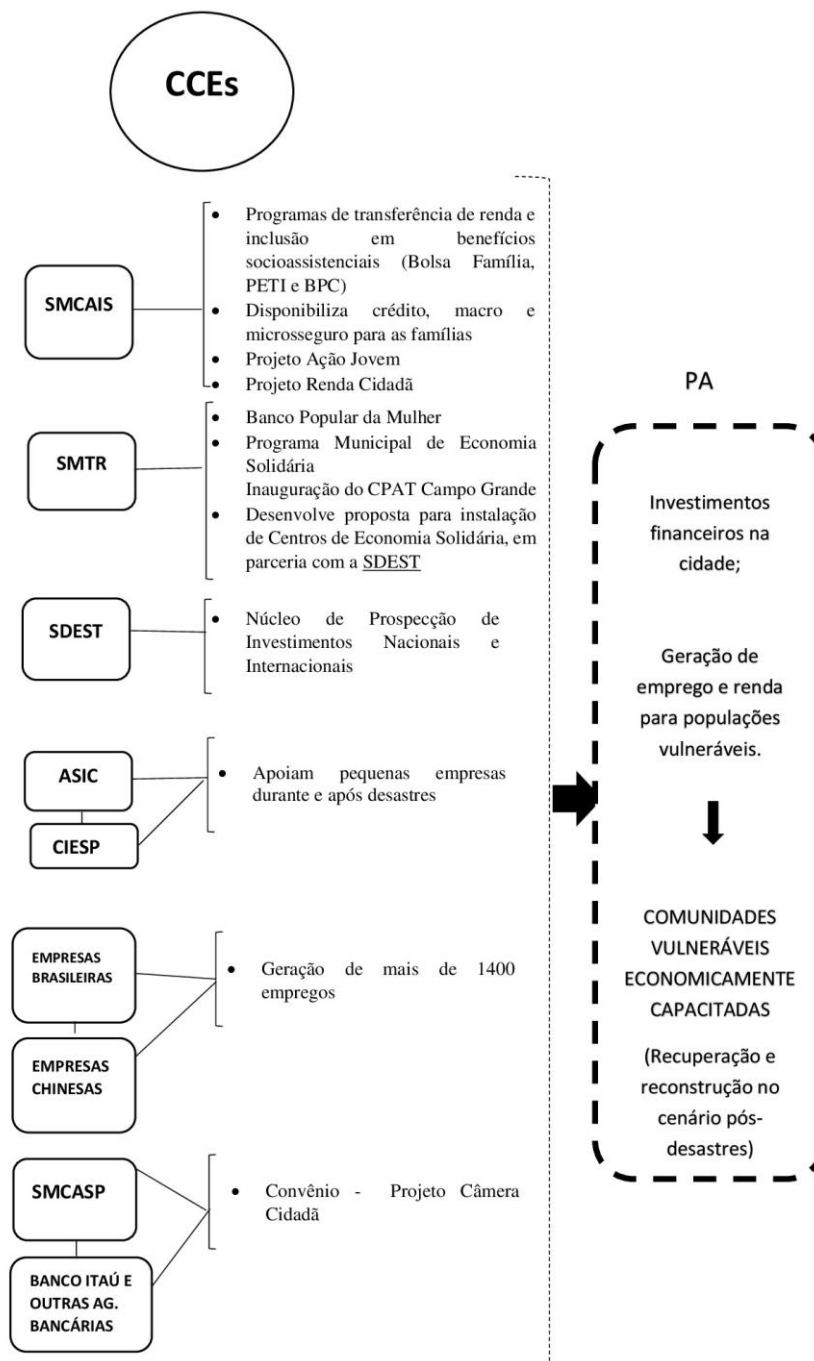 CCEs
SMCAIS
• Programas de transferência de renda e
inclusão em benefícios
socioassistenciais (Bolsa Família,
PETI e BPC)
• Disponibiliza crédito, macro e
microsseguro para as famílias
• Projeto Ação Jovem
• Projeto Renda Cidadã
SMTR
• Banco Popular da Mulher
• Programa Municipal de Economia
Solidária
Inauguração do CPAT Campo Grande
• Desenvolve proposta para instalação
de Centros de Economia Solidária, em
parceria com a SDEST
SDEST
• Núcleo de Prospecção de
Investimentos Nacionais e
Internacionais
ASIC
CIESP
• Apoiam pequenas empresas
durante e após desastres
EMPRESAS
BRASILEIRAS
EMPRESAS
CHINESAS
• Geração de mais de 1400
empregos
SMCASP
BANCO ITAÚ E
OUTRAS AG.
BANCÁRIAS
• Convênio - Projeto Câmera
Cidadã
PA
Investimentos
financeiros na
cidade;
Geração de
emprego e renda
para populações
vulneráveis.
COMUNIDADES
VULNERÁVEIS
ECONOMICAMENTE
CAPACITADAS
(Recuperação e
reconstrução no
cenário pós-
desastres)